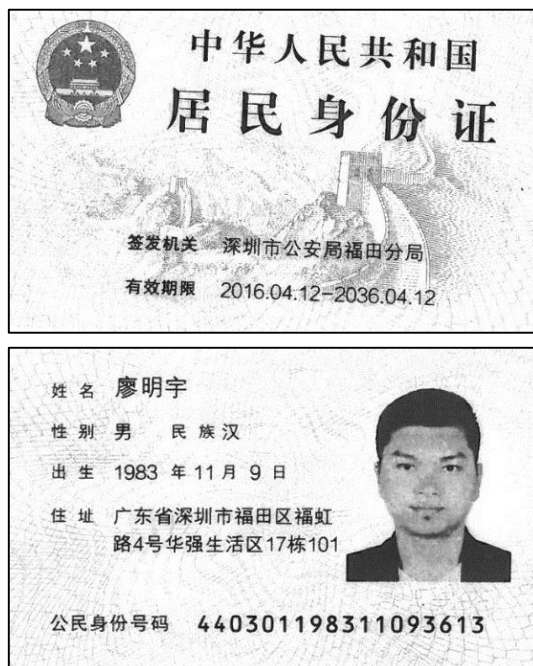 中华人民共和国
居民身份证
签发机关 深圳市公安局福田分局
有效期限 2016.04.12-2036.04.12
姓名 廖明宇
性别 男 民族 汉
出生 1983 年 11 月 9 日
住址 广东省深圳市福田区福虹
路4号华强生活区17栋101
公民身份号码 440301198311093613